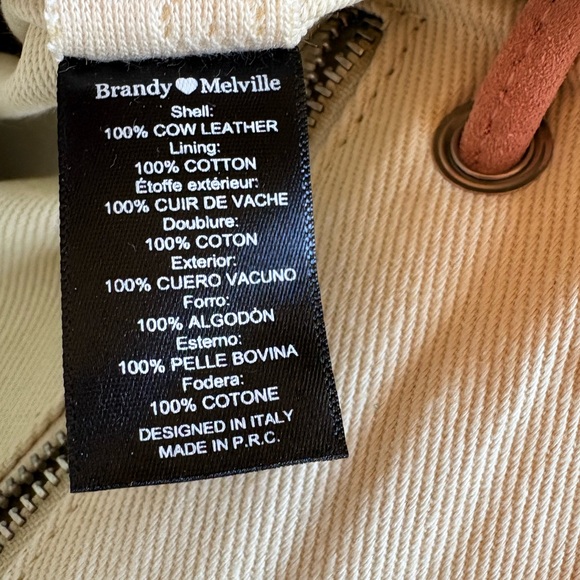 Brandy♥Melville
Shell:
100% COW LEATHER
Lining:
100% COTTON
Étoffe extérieur:
100% CUIR DE VACHE
Doublure:
100% COTON
Exterior:
100% CUERO VACUNO
Forro:
100% ALGODÒN
Esterno:
100% PELLE BOVINA
Fodera:
100% COTONE
DESIGNED IN ITALY
MADE IN P.R.C.